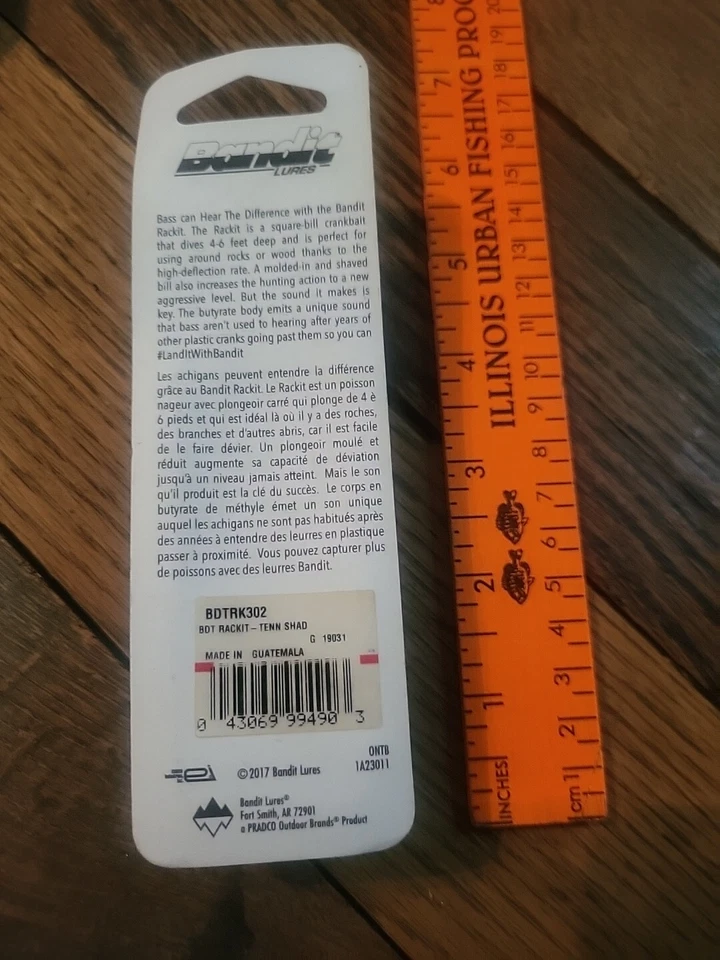 Bandit
LURES
Bass can Hear The Difference with the Bandit
Rackit. The Rackit is a square-bill crankbait
that dives 4-6 feet deep and is perfect for
using around rocks or wood thanks to the
high-deflection rate. A molded-in and shaved
bill also increases the hunting action to a new
aggressive level. But the sound it makes is
key. The butyrate body emits a unique sound
that bass aren't used to hearing after years of
other plastic cranks going past them so you can
#LandItWithBandit
Les achigans peuvent entendre la différence
grâce au Bandit Rackit. Le Rackit est un poisson
nageur avec plongeoir carré qui plonge de 4 è
6 pieds et qui est idéal là où il y a des roches,
des branches et d'autres abris, car il est facile
de le faire dévier. Un plongeoir moulé et
réduit augmente sa capacité de déviation
jusqu'à un niveau jamais atteint. Mais le son
qu'il produit est la clé du succès. Le corps en
butyrate de méthyle émet un son unique
auquel les achigans ne sont pas habitués après
des années à entendre des leurres en plastique
passer à proximité. Vous pouvez capturer plus
de poissons avec des leurres Bandit.
BDTRK302
BDT RACKIT - TENN SHAD
G 19031
MADE IN GUATEMALA
0 43069 99490 3
ONTB
1A23011
© 2017 Bandit Lures
Bandit Lures®
Fort Smith, AR 72901
a PRADCO Outdoor Brands® Product
ILLINOIS URBAN FISHING PROG
INCHES 1 2 3 4 5 6 7 8
cm 1 2 3 4 5 6 7 8 9 10 11 12 13 14 15 16 17 18 19 20